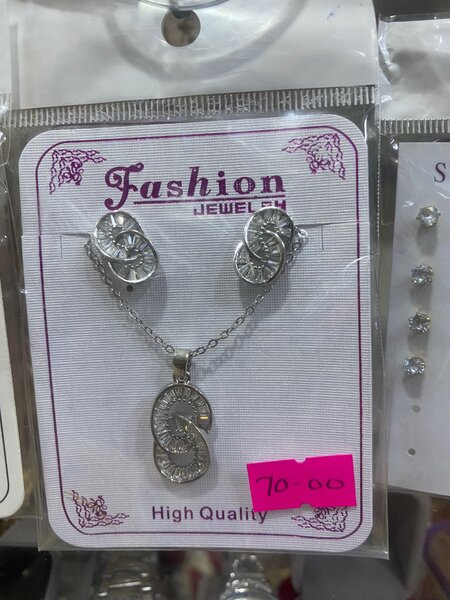 Fashion
JEWELRY
S
70.00
High Quality